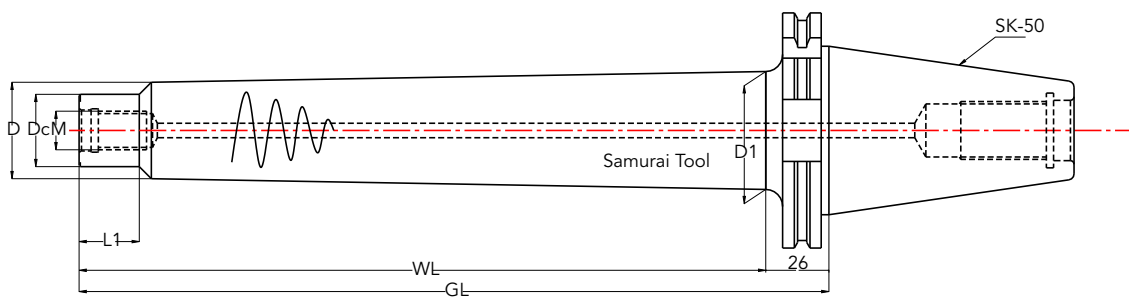 SK-50
D DcM
D1
Samurai Tool
L1
WL
26
GL